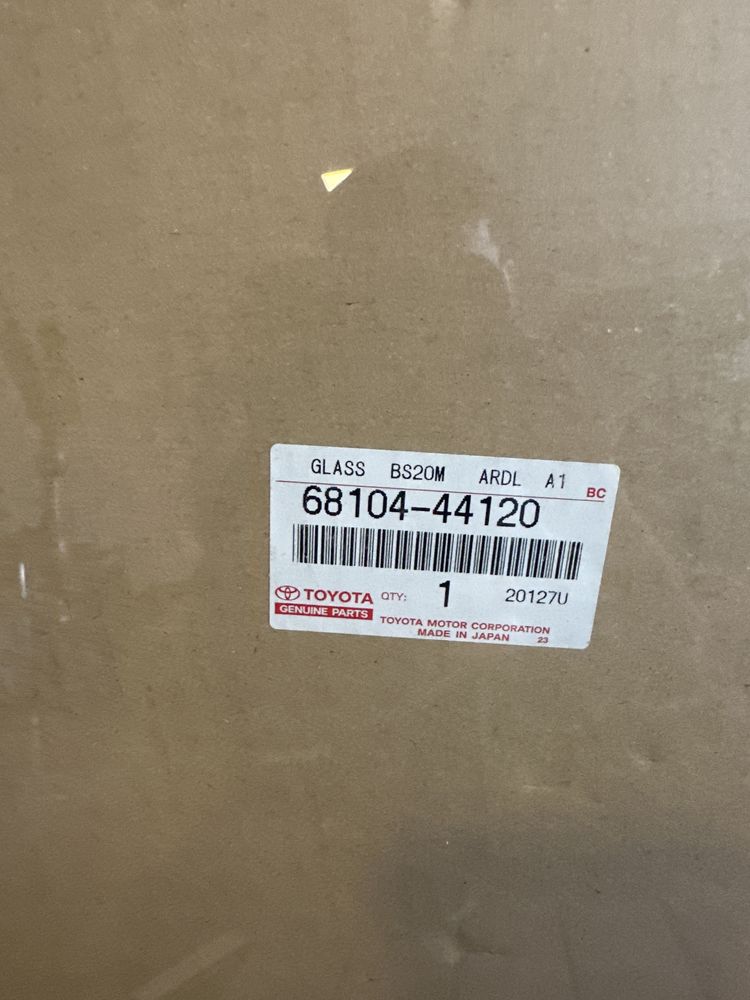 GLASS BS20M ARDL A1
BC
68104-44120
TOYOTA QTY: 1 20127U
GENUINE PARTS
TOYOTA MOTOR CORPORATION
MADE IN JAPAN 23